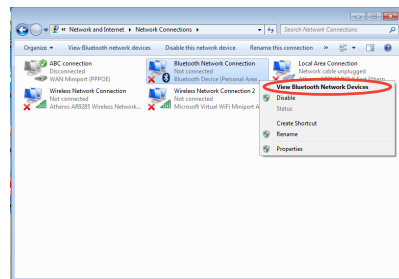 « Network and Internet ▸ Network Connections ▸
Search Network Connections
Organize ▾ View Bluetooth network devices Disable this network device Rename this connection »
ABC connection
Disconnected
WAN Miniport (PPPOE)
Bluetooth Network Connection
Not connected
Bluetooth Device (Personal Area ...
Local Area Connection
Network cable unplugged
Wireless Network Connection
Not connected
Atheros AR9285 Wireless Network...
Wireless Network Connection 2
Not connected
Microsoft Virtual WiFi Miniport A...
View Bluetooth Network Devices
Disable
Status
Create Shortcut
Rename
Properties